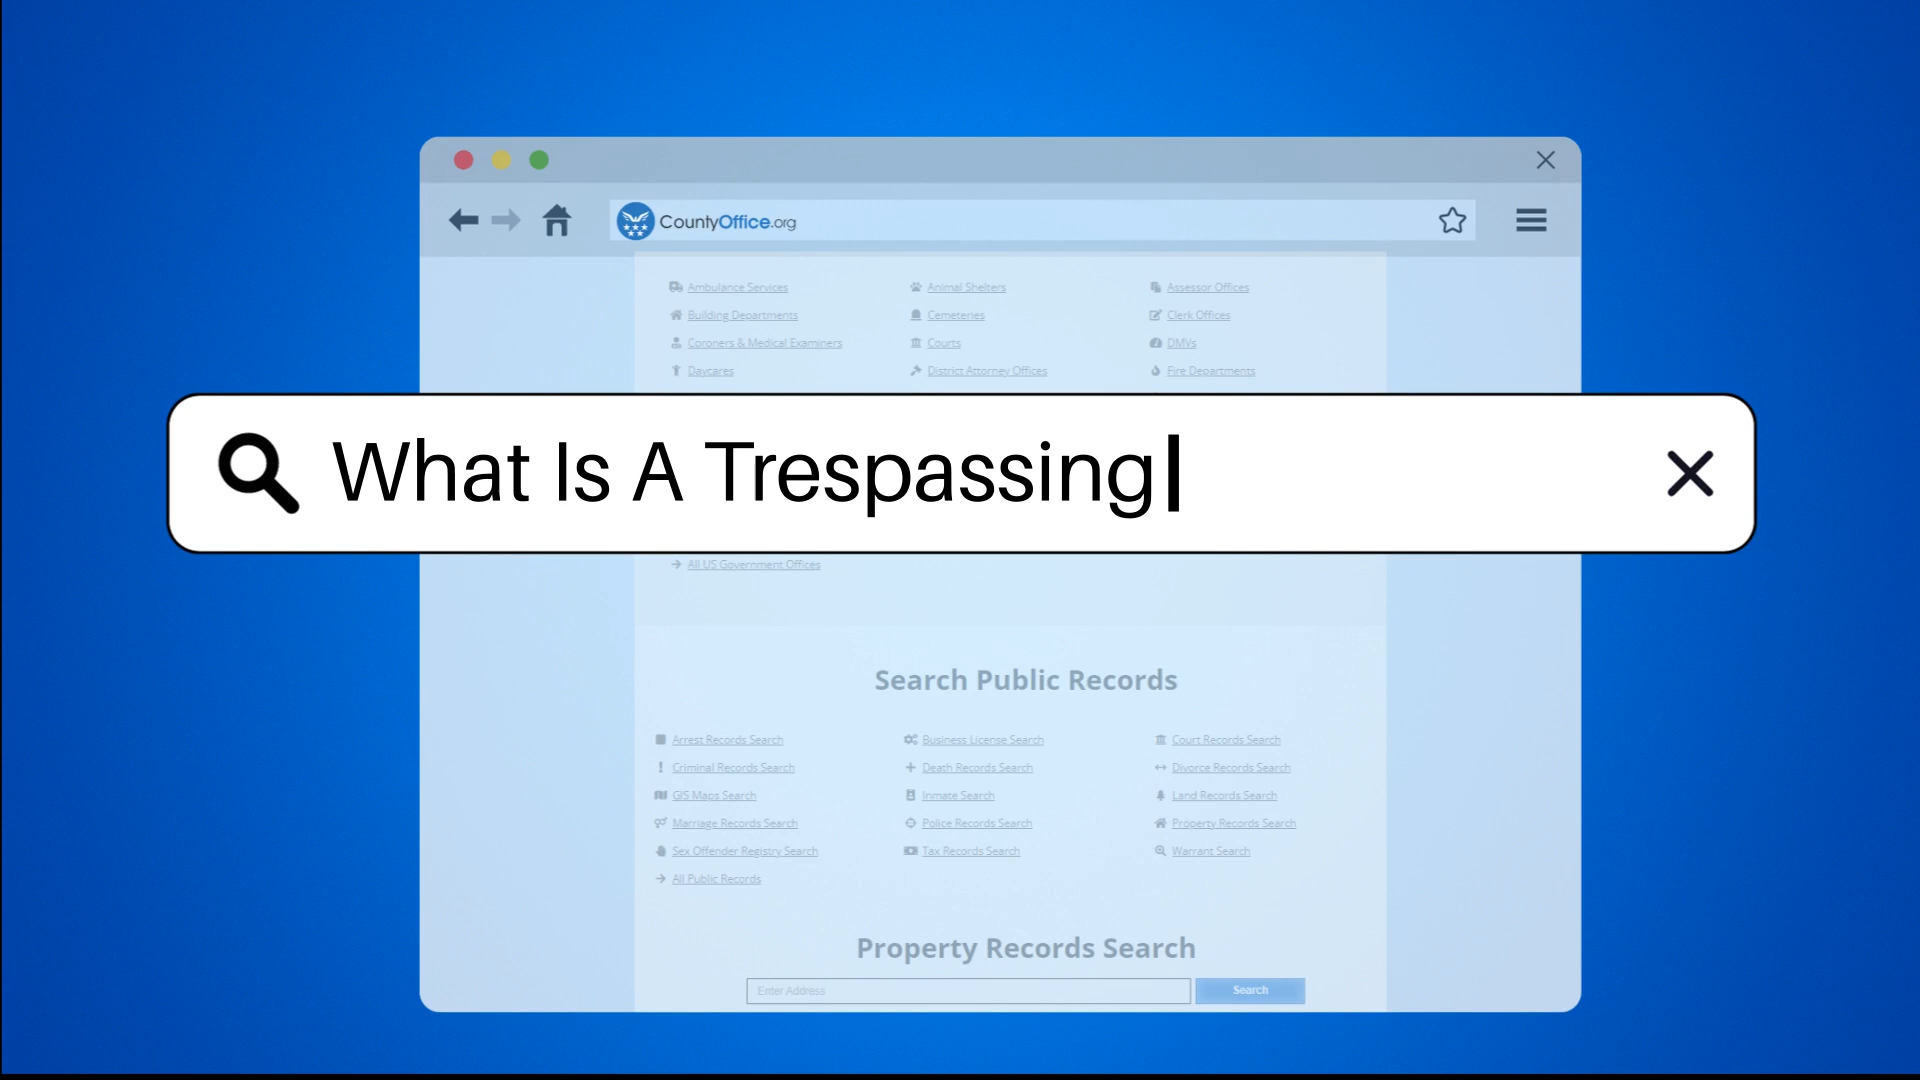 CountyOffice.org
Ambulance Services Animal Shelters Assessor Offices
Building Departments Cemeteries Clerk Offices
Coroners & Medical Examiners Courts DMVs
Daycares District Attorney Offices Fire Departments
What Is A Trespassing
All US Government Offices
Search Public Records
Arrest Records Search Business License Search Court Records Search
Criminal Records Search Death Records Search Divorce Records Search
GIS Maps Search Inmate Search Land Records Search
Marriage Records Search Police Records Search Property Records Search
Sex Offender Registry Search Tax Records Search Warrant Search
All Public Records
Property Records Search
Enter Address Search